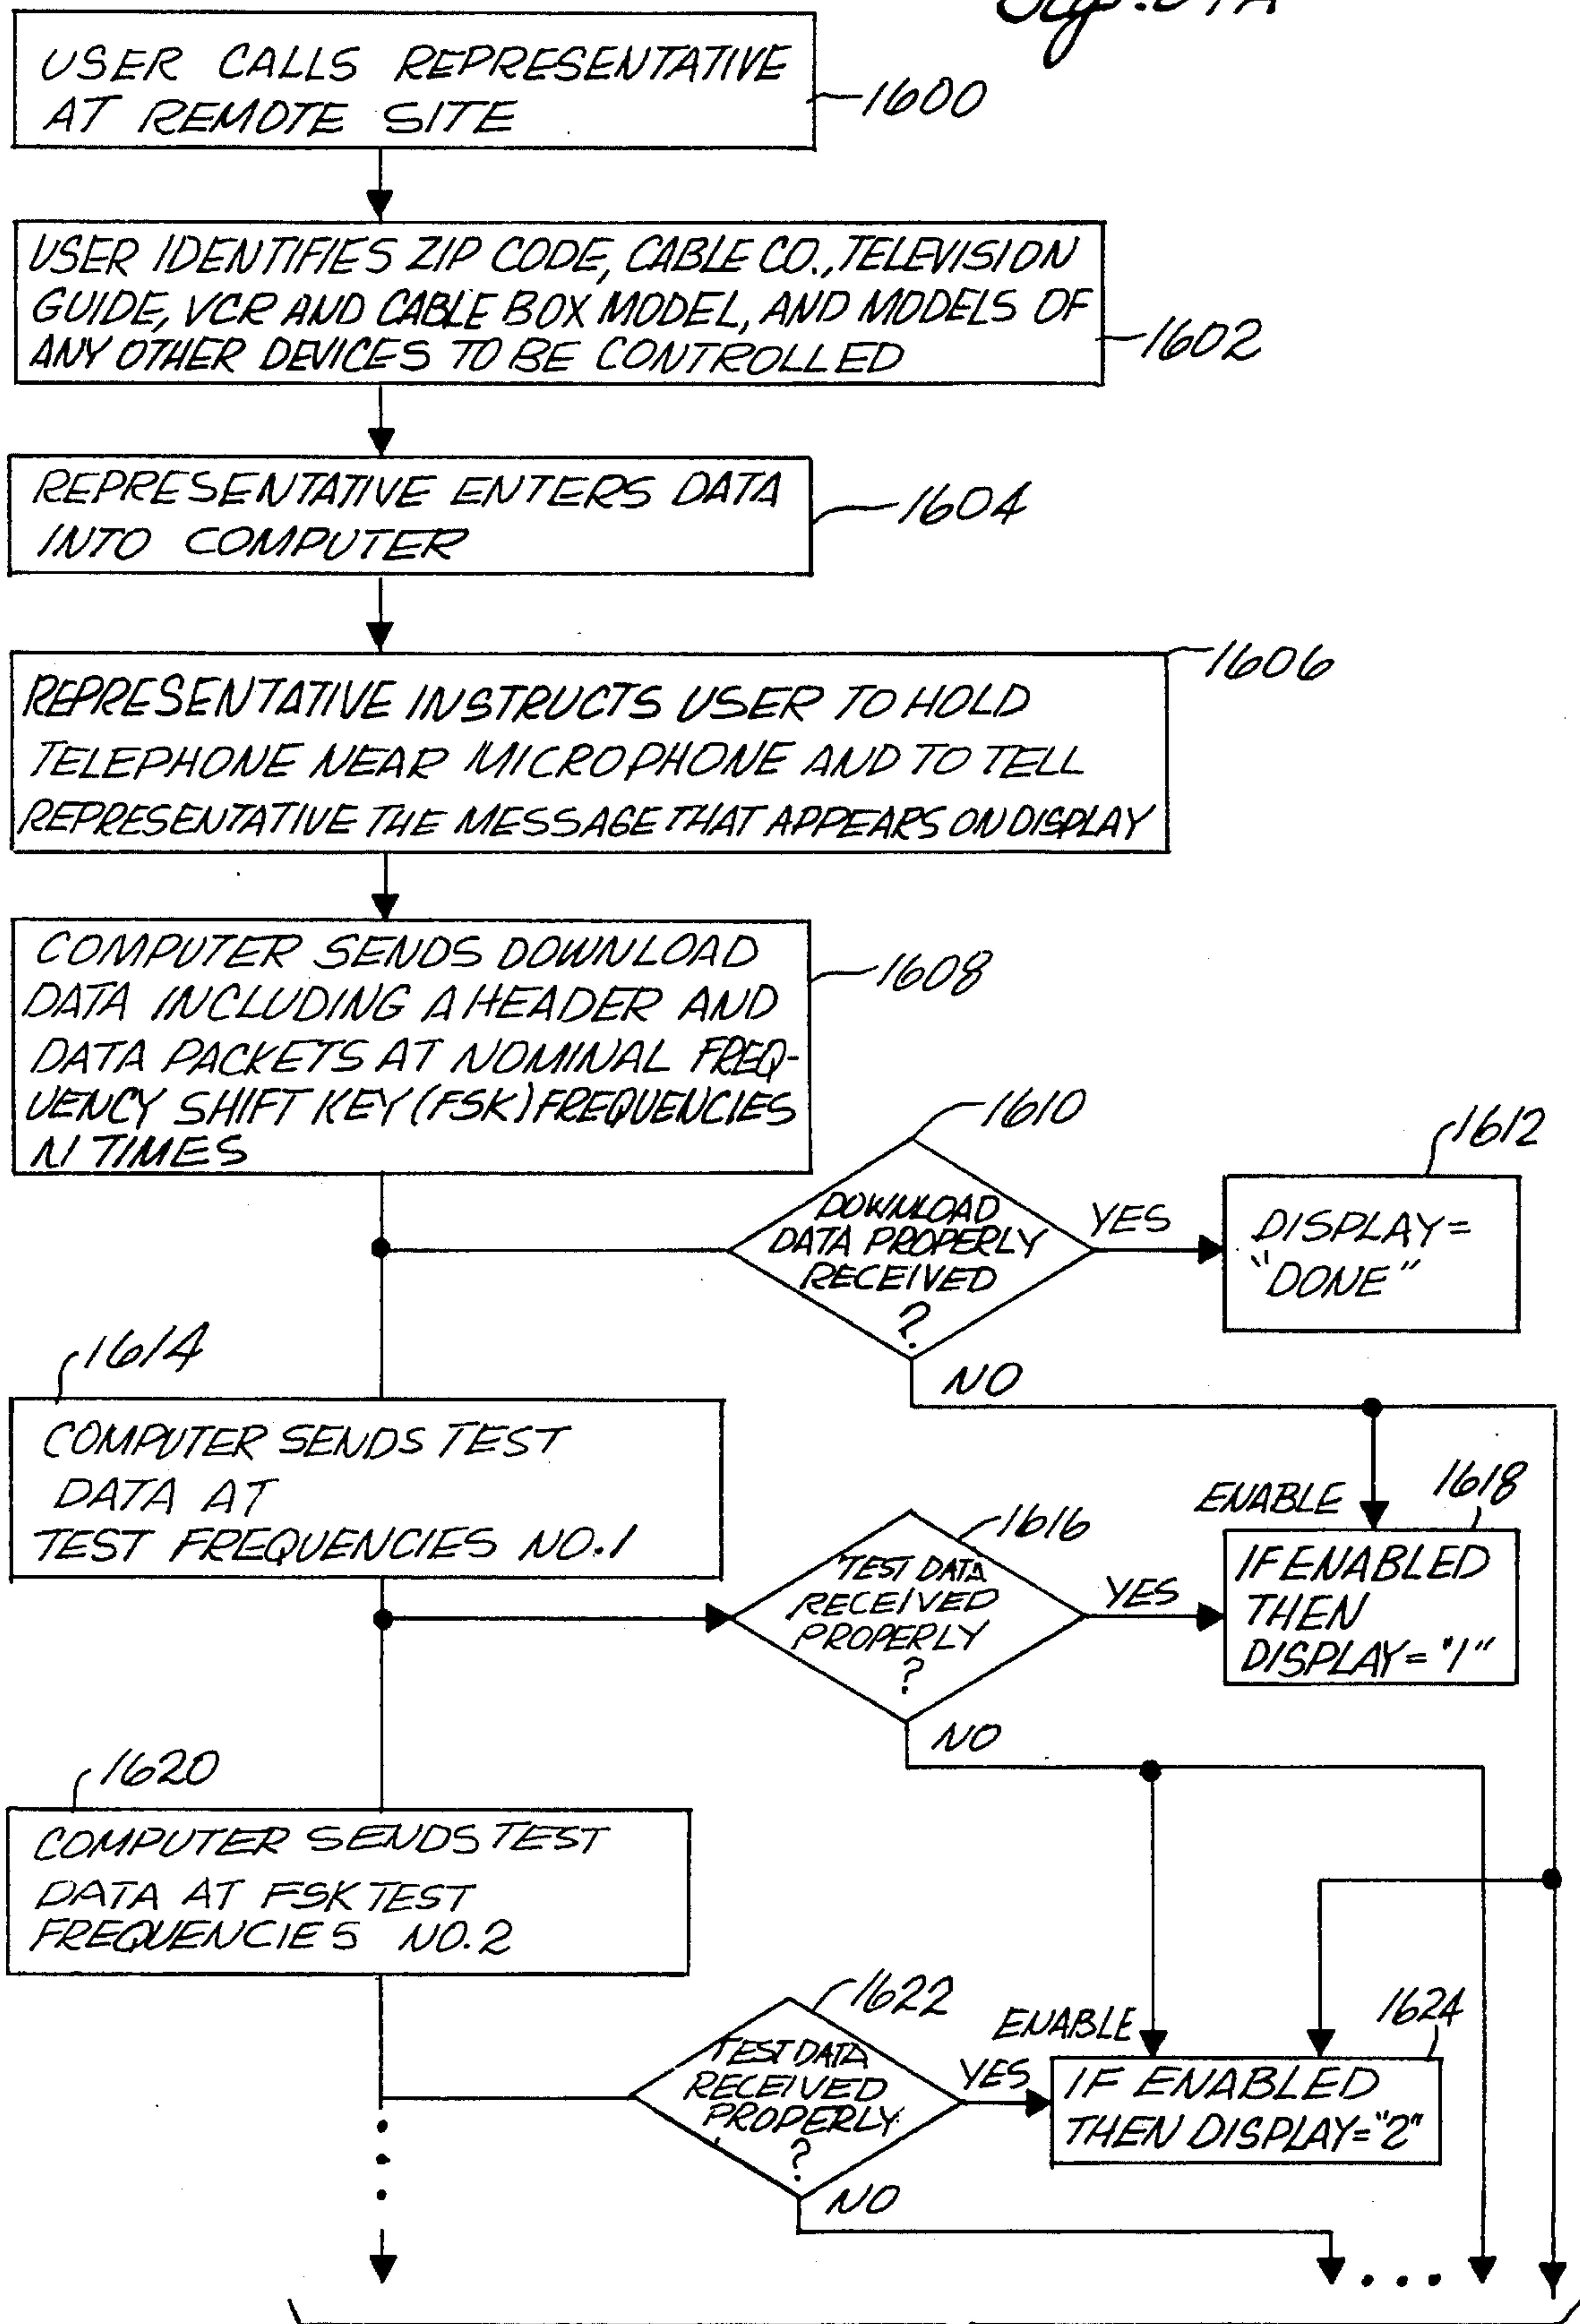 USER CALLS REPRESENTATIVE
AT REMOTE SITE
1600
USER IDENTIFIES ZIP CODE, CABLE CO., TELEVISION
GUIDE, VCR AND CABLE BOX MODEL, AND MODELS OF
ANY OTHER DEVICES TO BE CONTROLLED
1602
REPRESENTATIVE ENTERS DATA
INTO COMPUTER
1604
1606
REPRESENTATIVE INSTRUCTS USER TO HOLD
TELEPHONE NEAR MICROPHONE AND TO TELL
REPRESENTATIVE THE MESSAGE THAT APPEARS ON DISPLAY
COMPUTER SENDS DOWNLOAD
DATA INCLUDING A HEADER AND
DATA PACKETS AT NOMINAL FREQ-
UENCY SHIFT KEY (FSK) FREQUENCIES
N1 TIMES
1608
1610
DOWNLOAD
DATA PROPERLY
RECEIVED
?
YES
NO
1612
DISPLAY =
"DONE"
1614
COMPUTER SENDS TEST
DATA AT
TEST FREQUENCIES NO. 1
1616
TEST DATA
RECEIVED
PROPERLY
?
YES
NO
ENABLE
1618
IF ENABLED
THEN
DISPLAY = "1"
1620
COMPUTER SENDS TEST
DATA AT FSK TEST
FREQUENCIES NO. 2
1622
TEST DATA
RECEIVED
PROPERLY
?
YES
NO
ENABLE
1624
IF ENABLED
THEN DISPLAY = "2"